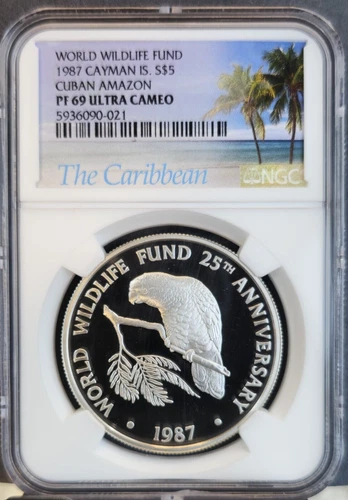 WORLD WILDLIFE FUND
1987 CAYMAN IS. S$5
CUBAN AMAZON
PF 69 ULTRA CAMEO
5936090-021
The Caribbean
NGC
WORLD WILDLIFE FUND 25TH ANNIVERSARY
• 1987 •